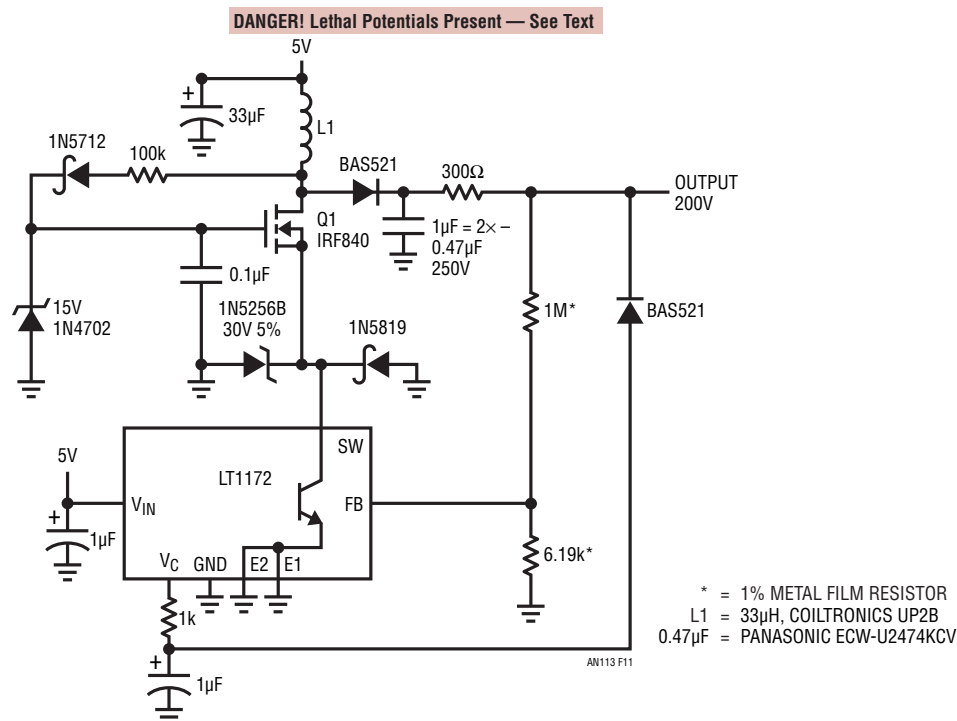 DANGER! Lethal Potentials Present — See Text
5V
+
33µF
L1
1N5712
100k
BAS521
300Ω
OUTPUT
200V
Q1
IRF840
1µF = 2× –
0.47µF
250V
0.1µF
15V
1N4702
1N5256B
30V 5%
1N5819
1M*
BAS521
5V
SW
LT1172
VIN
FB
+
1µF
VC
GND
E2
E1
6.19k*
1k
+
1µF
* = 1% METAL FILM RESISTOR
L1 = 33µH, COILTRONICS UP2B
0.47µF = PANASONIC ECW-U2474KCV
AN113 F11